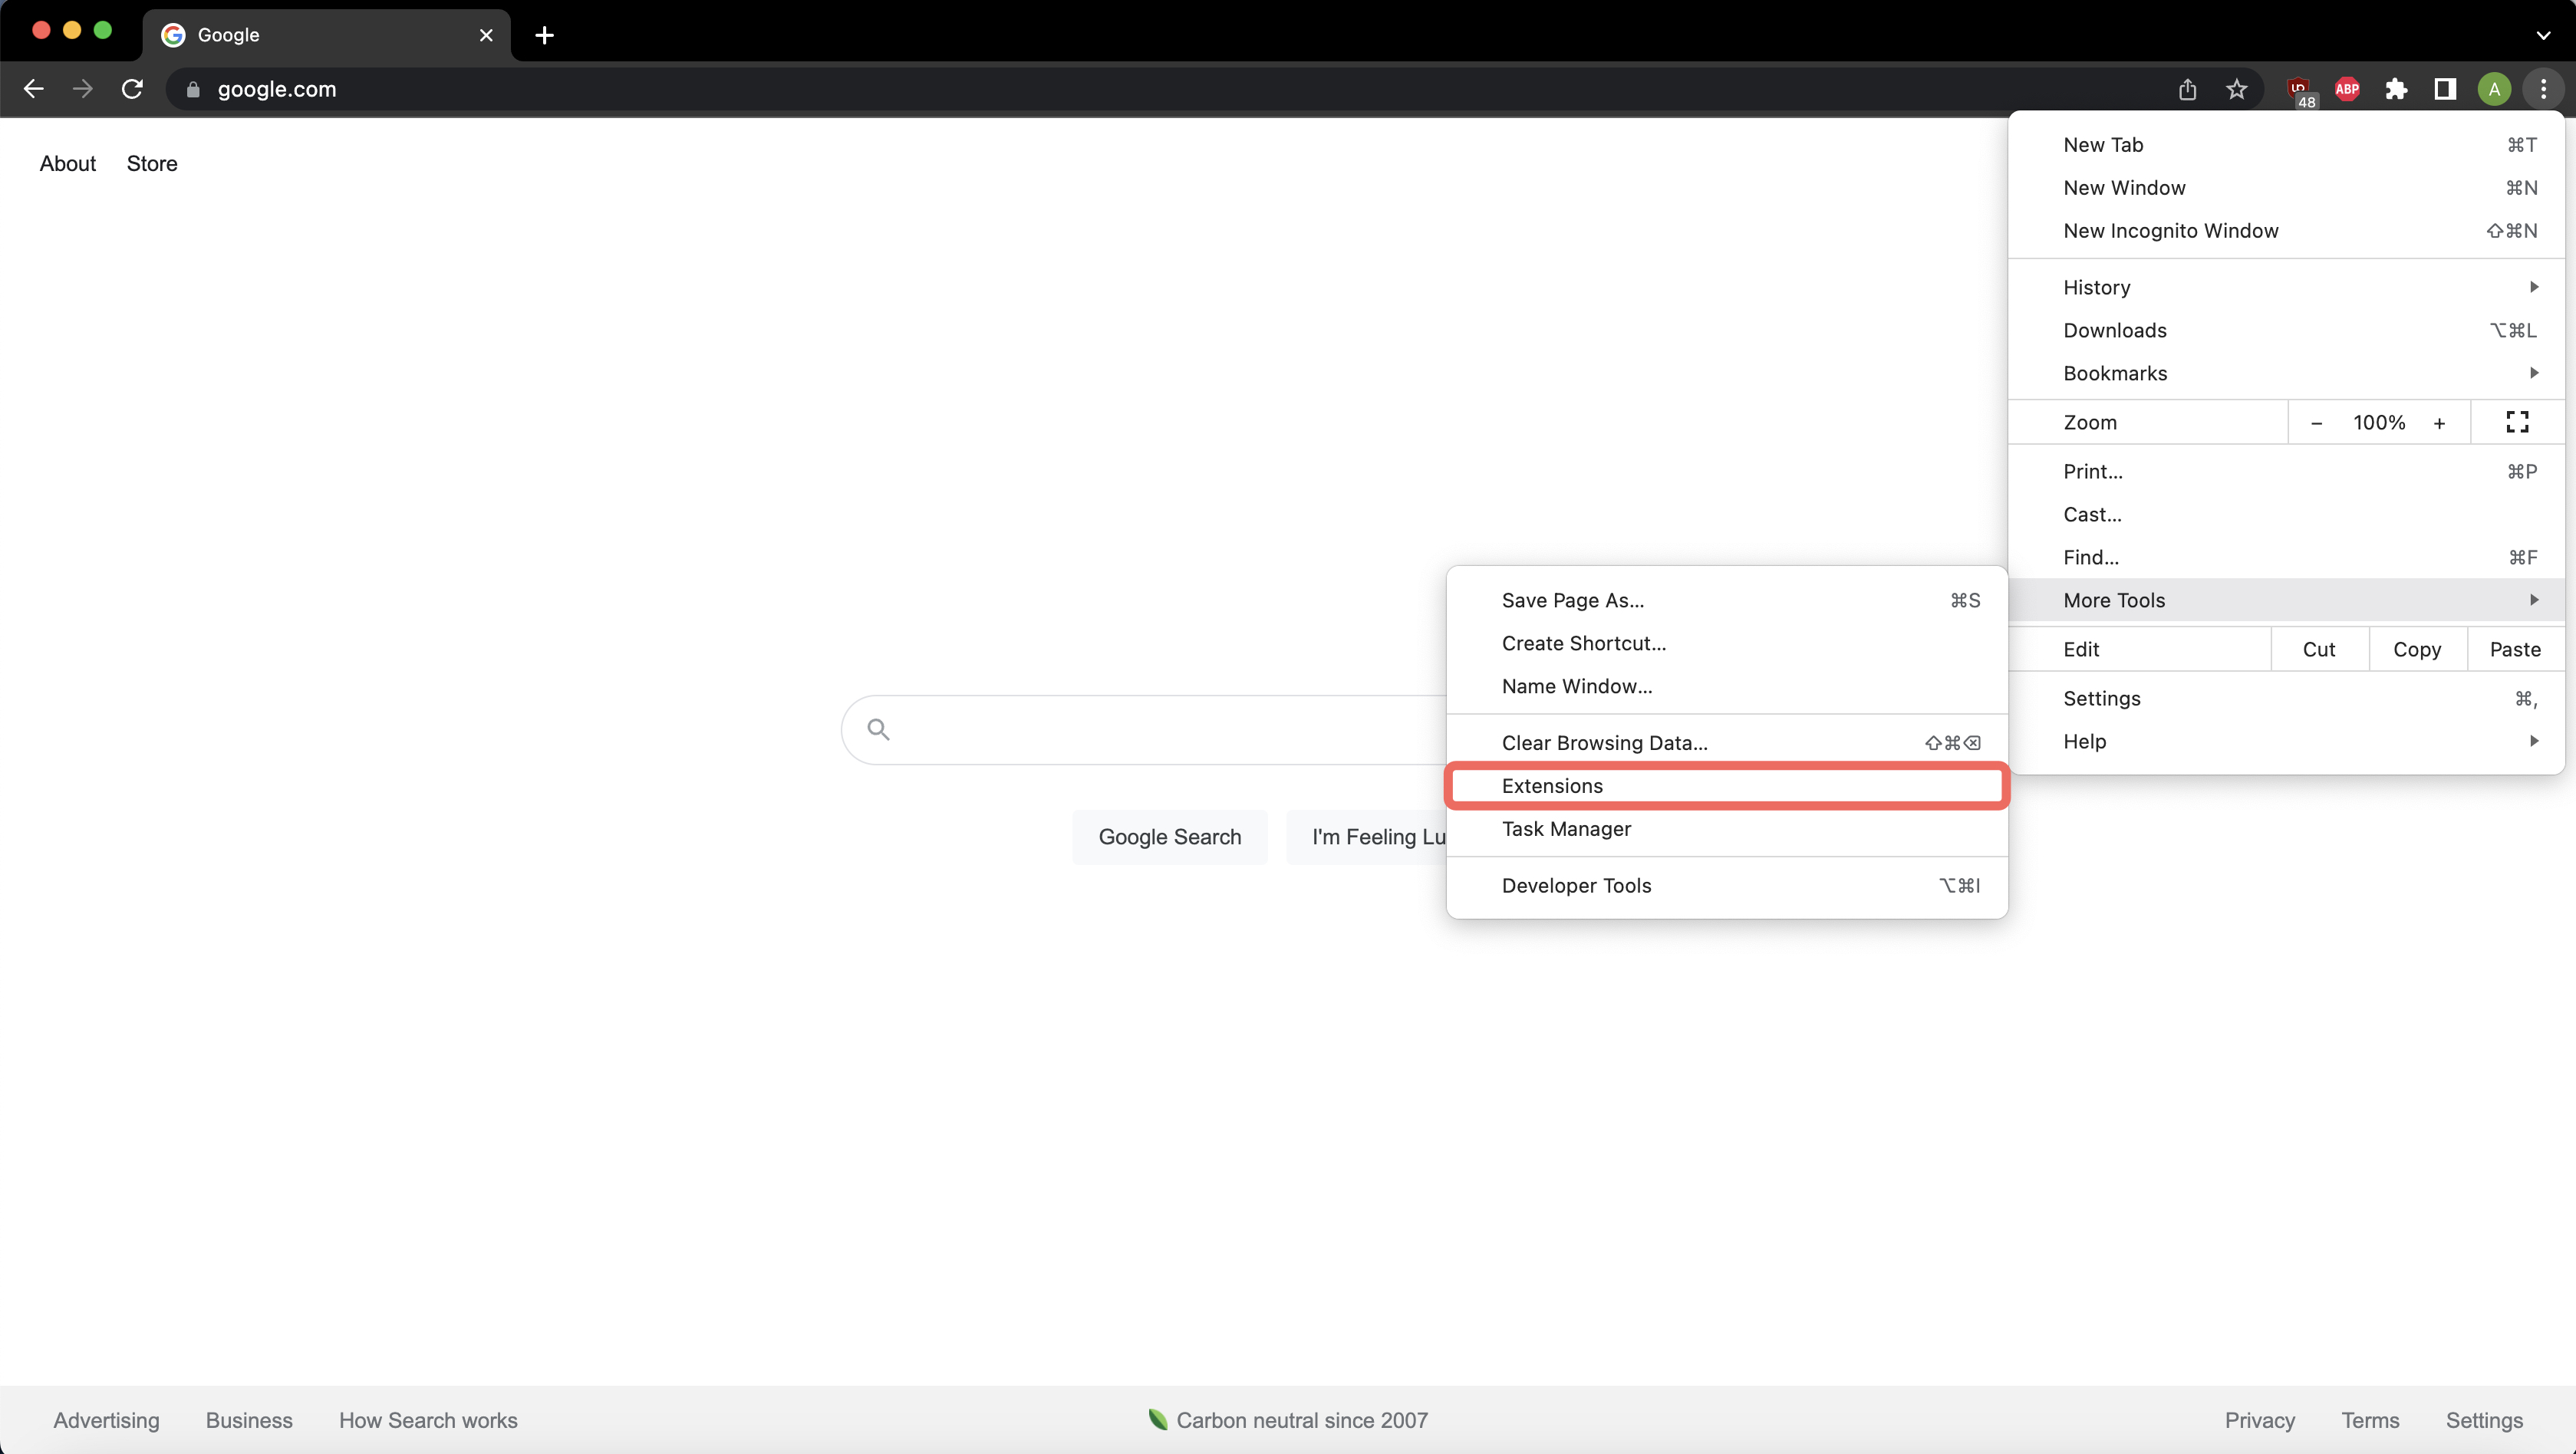 Google
google.com
48
ABP
A
About Store
New Tab ⌘T
New Window ⌘N
New Incognito Window ⇧⌘N
History
Downloads ⌥⌘L
Bookmarks
Zoom − 100% +
Print... ⌘P
Cast...
Find... ⌘F
More Tools
Edit Cut Copy Paste
Settings ⌘,
Help
Save Page As... ⌘S
Create Shortcut...
Name Window...
Clear Browsing Data... ⇧⌘⌫
Extensions
Task Manager
Developer Tools ⌥⌘I
Google Search I'm Feeling Lu
Advertising Business How Search works Carbon neutral since 2007 Privacy Terms Settings